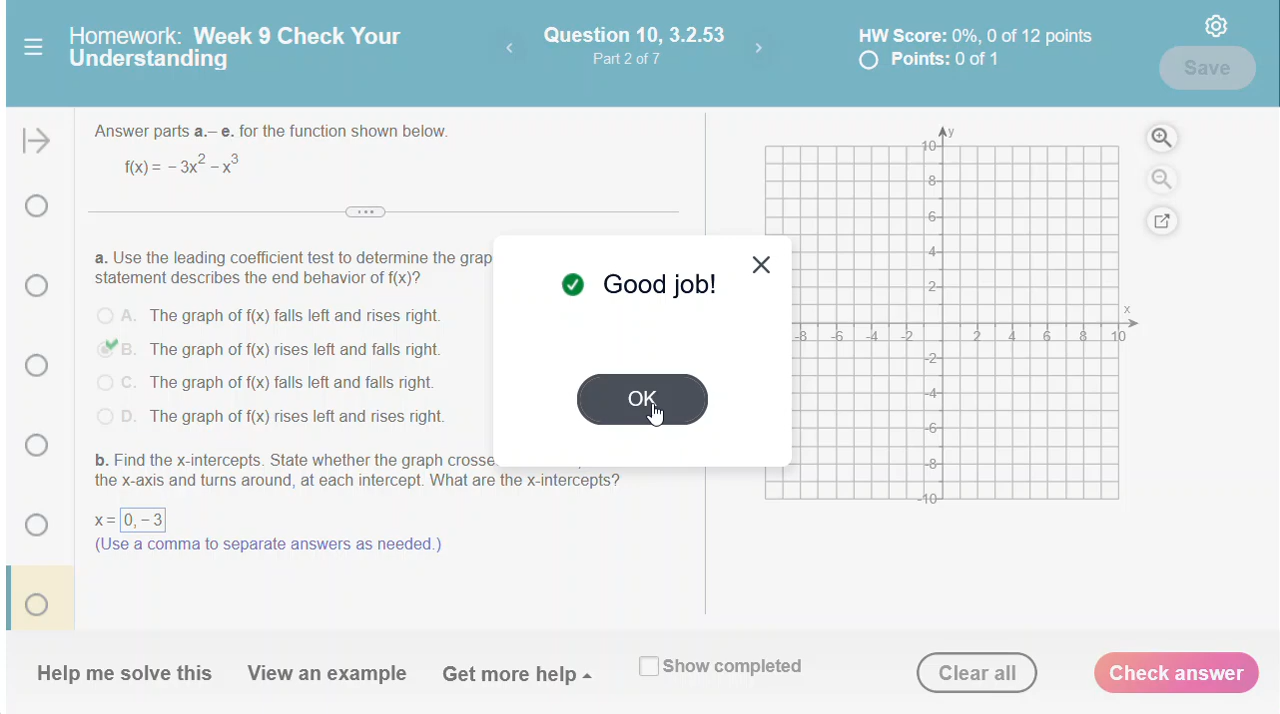 Homework: Week 9 Check Your
Understanding
Question 10, 3.2.53
Part 2 of 7
HW Score: 0%, 0 of 12 points
Points: 0 of 1
Save
Answer parts a.– e. for the function shown below.
f(x) = − 3x² − x³
a. Use the leading coefficient test to determine the grap
statement describes the end behavior of f(x)?
A. The graph of f(x) falls left and rises right.
B. The graph of f(x) rises left and falls right.
C. The graph of f(x) falls left and falls right.
D. The graph of f(x) rises left and rises right.
b. Find the x-intercepts. State whether the graph crosse
the x-axis and turns around, at each intercept. What are the x-intercepts?
x = 0, − 3
(Use a comma to separate answers as needed.)
Good job!
OK
y
10
8
6
4
2
x
-8 -6 -4 -2 2 4 6 8 10
-2
-4
-6
-8
-10
Help me solve this
View an example
Get more help
Show completed
Clear all
Check answer